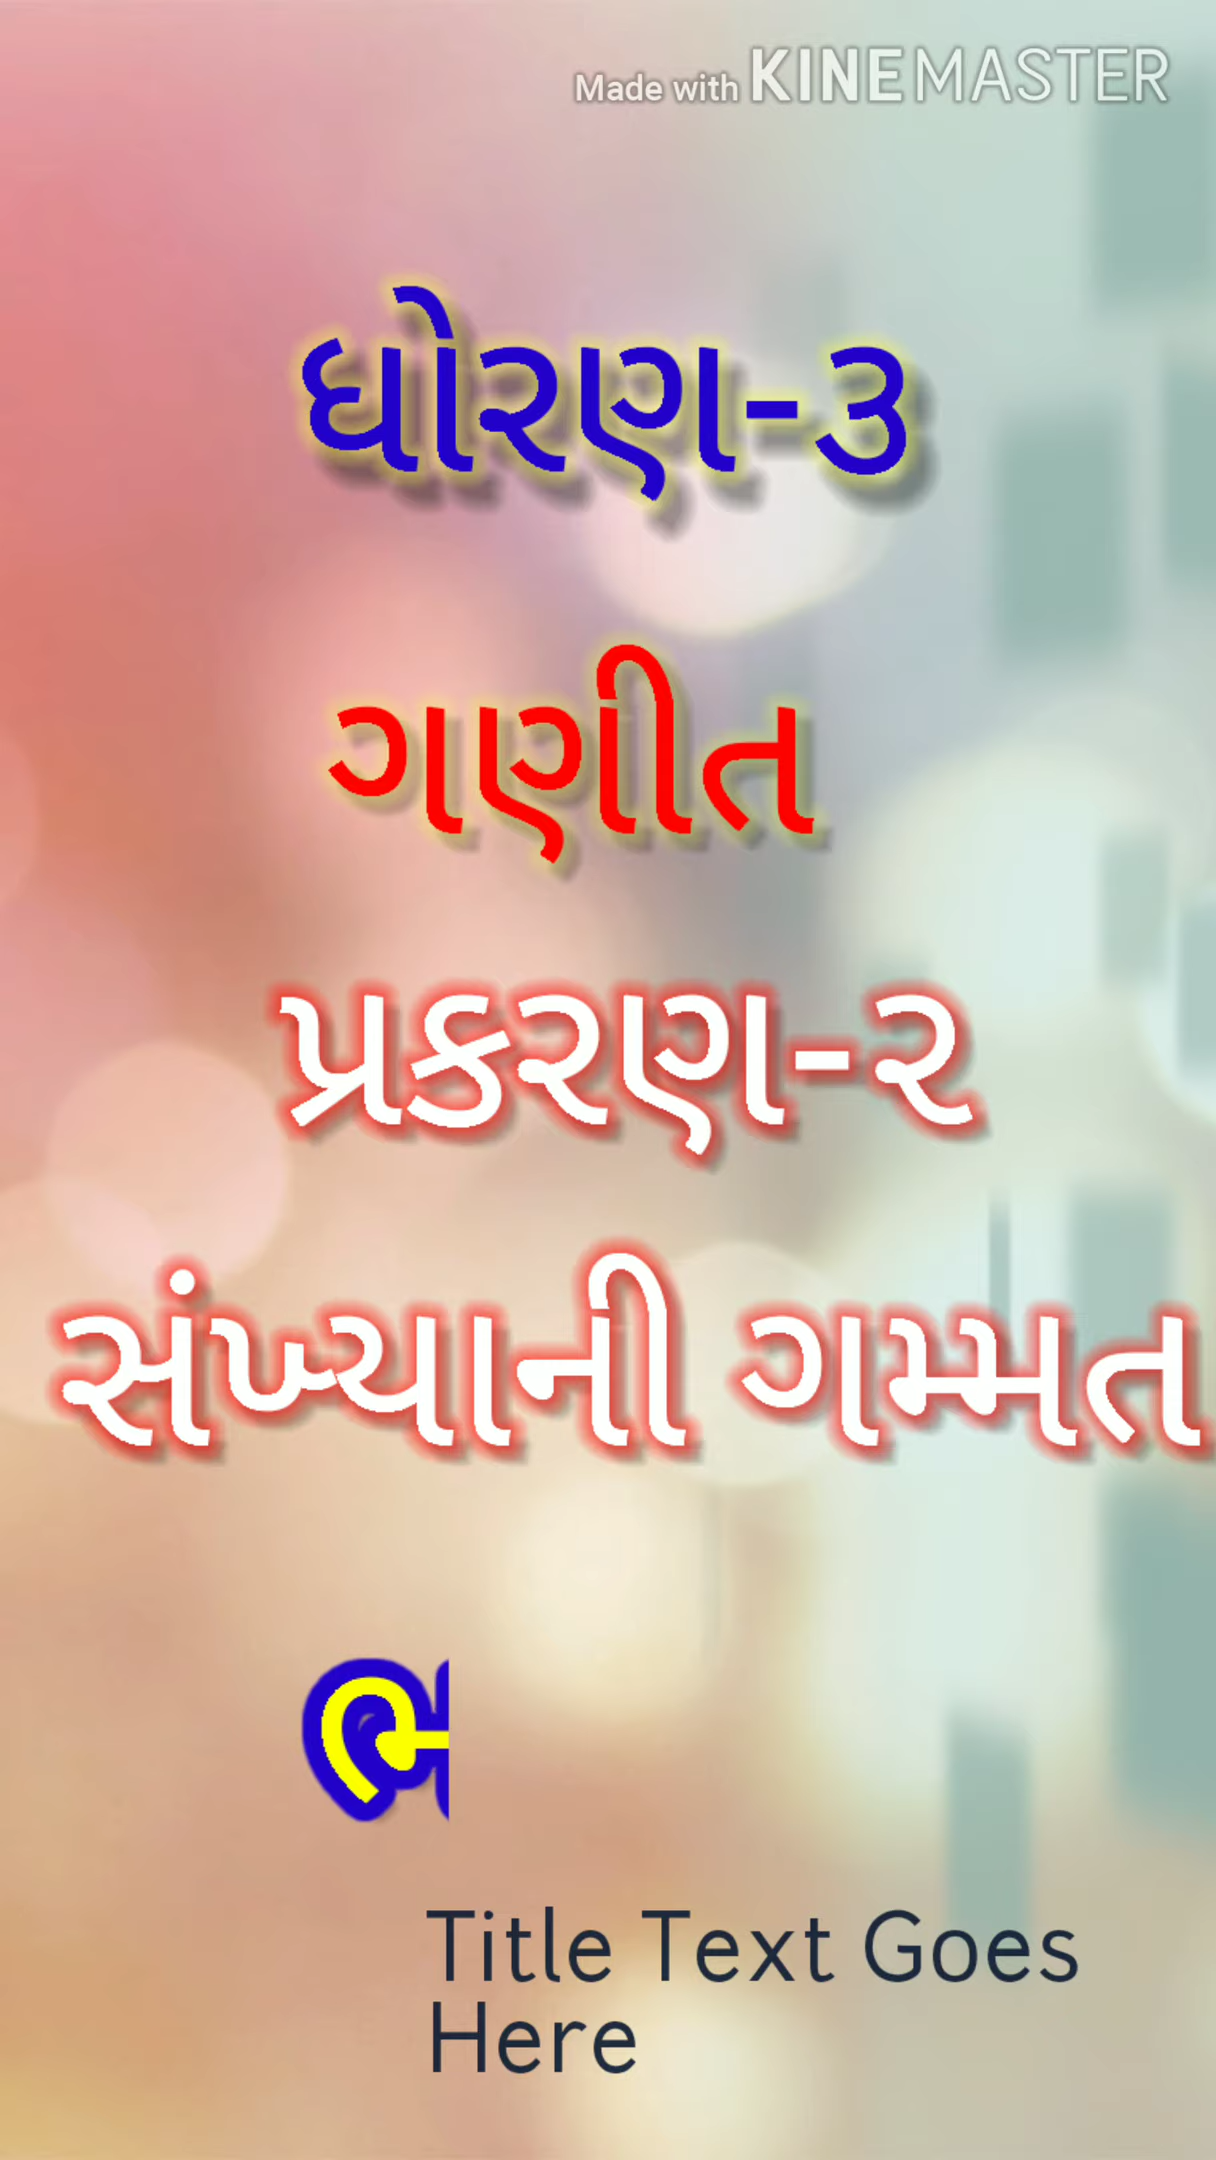 Made with KINEMASTER
ધોરણ-૩
ગણીત
પ્રકરણ-૨
સંખ્યાની ગમ્મત
Title Text Goes
Here